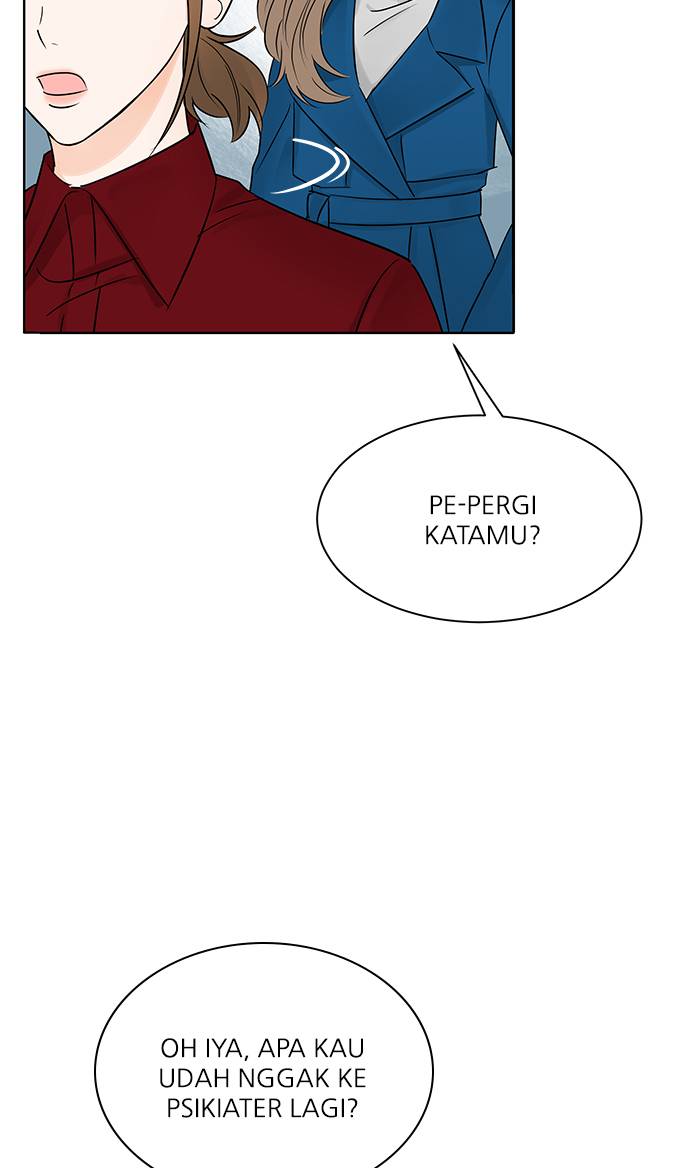 PE-PERGI
KATAMU?
OH IYA, APA KAU
UDAH NGGAK KE
PSIKIATER LAGI?